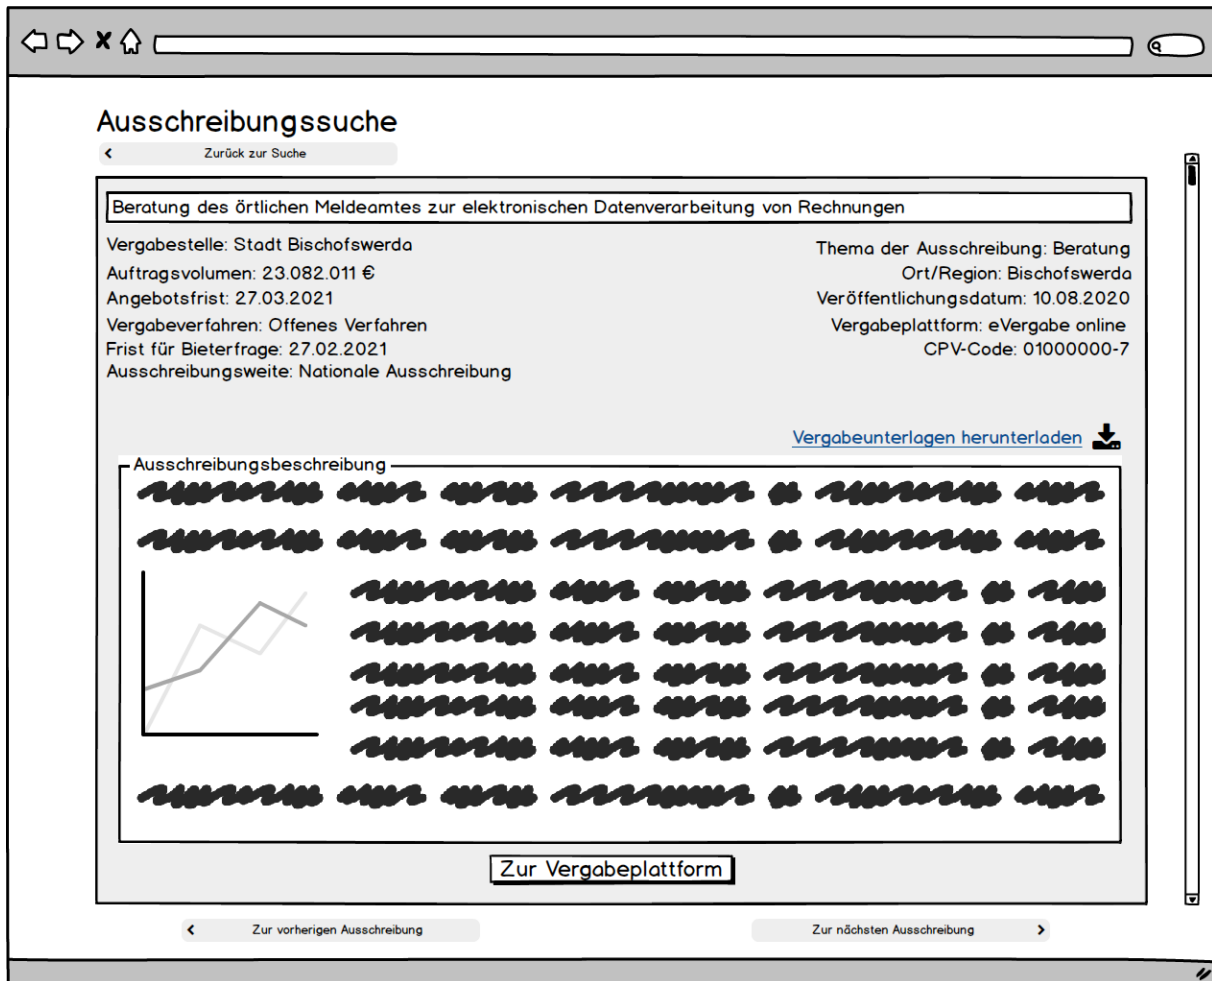 Ausschreibungssuche
Zurück zur Suche
Beratung des örtlichen Meldeamtes zur elektronischen Datenverarbeitung von Rechnungen
Vergabestelle: Stadt Bischofswerda
Auftragsvolumen: 23.082.011 €
Angebotsfrist: 27.03.2021
Vergabeverfahren: Offenes Verfahren
Frist für Bieterfrage: 27.02.2021
Ausschreibungsweite: Nationale Ausschreibung
Thema der Ausschreibung: Beratung
Ort/Region: Bischofswerda
Veröffentlichungsdatum: 10.08.2020
Vergabeplattform: eVergabe online
CPV-Code: 01000000-7
Vergabeunterlagen herunterladen
Ausschreibungsbeschreibung
Zur Vergabeplattform
Zur vorherigen Ausschreibung
Zur nächsten Ausschreibung